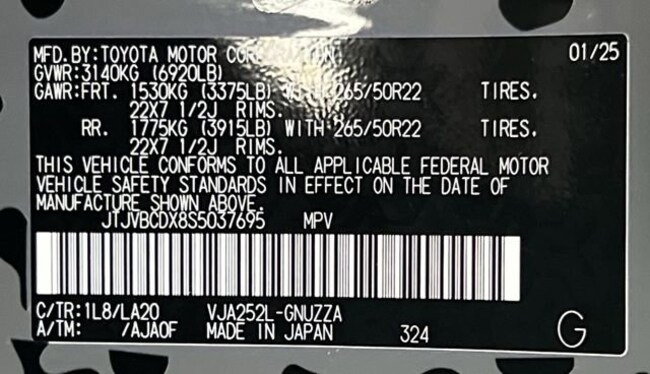 MFD. BY:TOYOTA MOTOR CORPORATION 01/25
GVWR:3140KG (6920LB)
GAWR:FRT. 1530KG (3375LB) WITH 265/50R22 TIRES.
22X7 1/2J RIMS.
RR. 1775KG (3915LB) WITH 265/50R22 TIRES.
22X7 1/2J RIMS.
THIS VEHICLE CONFORMS TO ALL APPLICABLE FEDERAL MOTOR
VEHICLE SAFETY STANDARDS IN EFFECT ON THE DATE OF
MANUFACTURE SHOWN ABOVE.
JTJVBCDX8S5037695 MPV
C/TR:1L8/LA20 VJA252L-GNUZZA
A/TM: /AJA0F MADE IN JAPAN 324 G